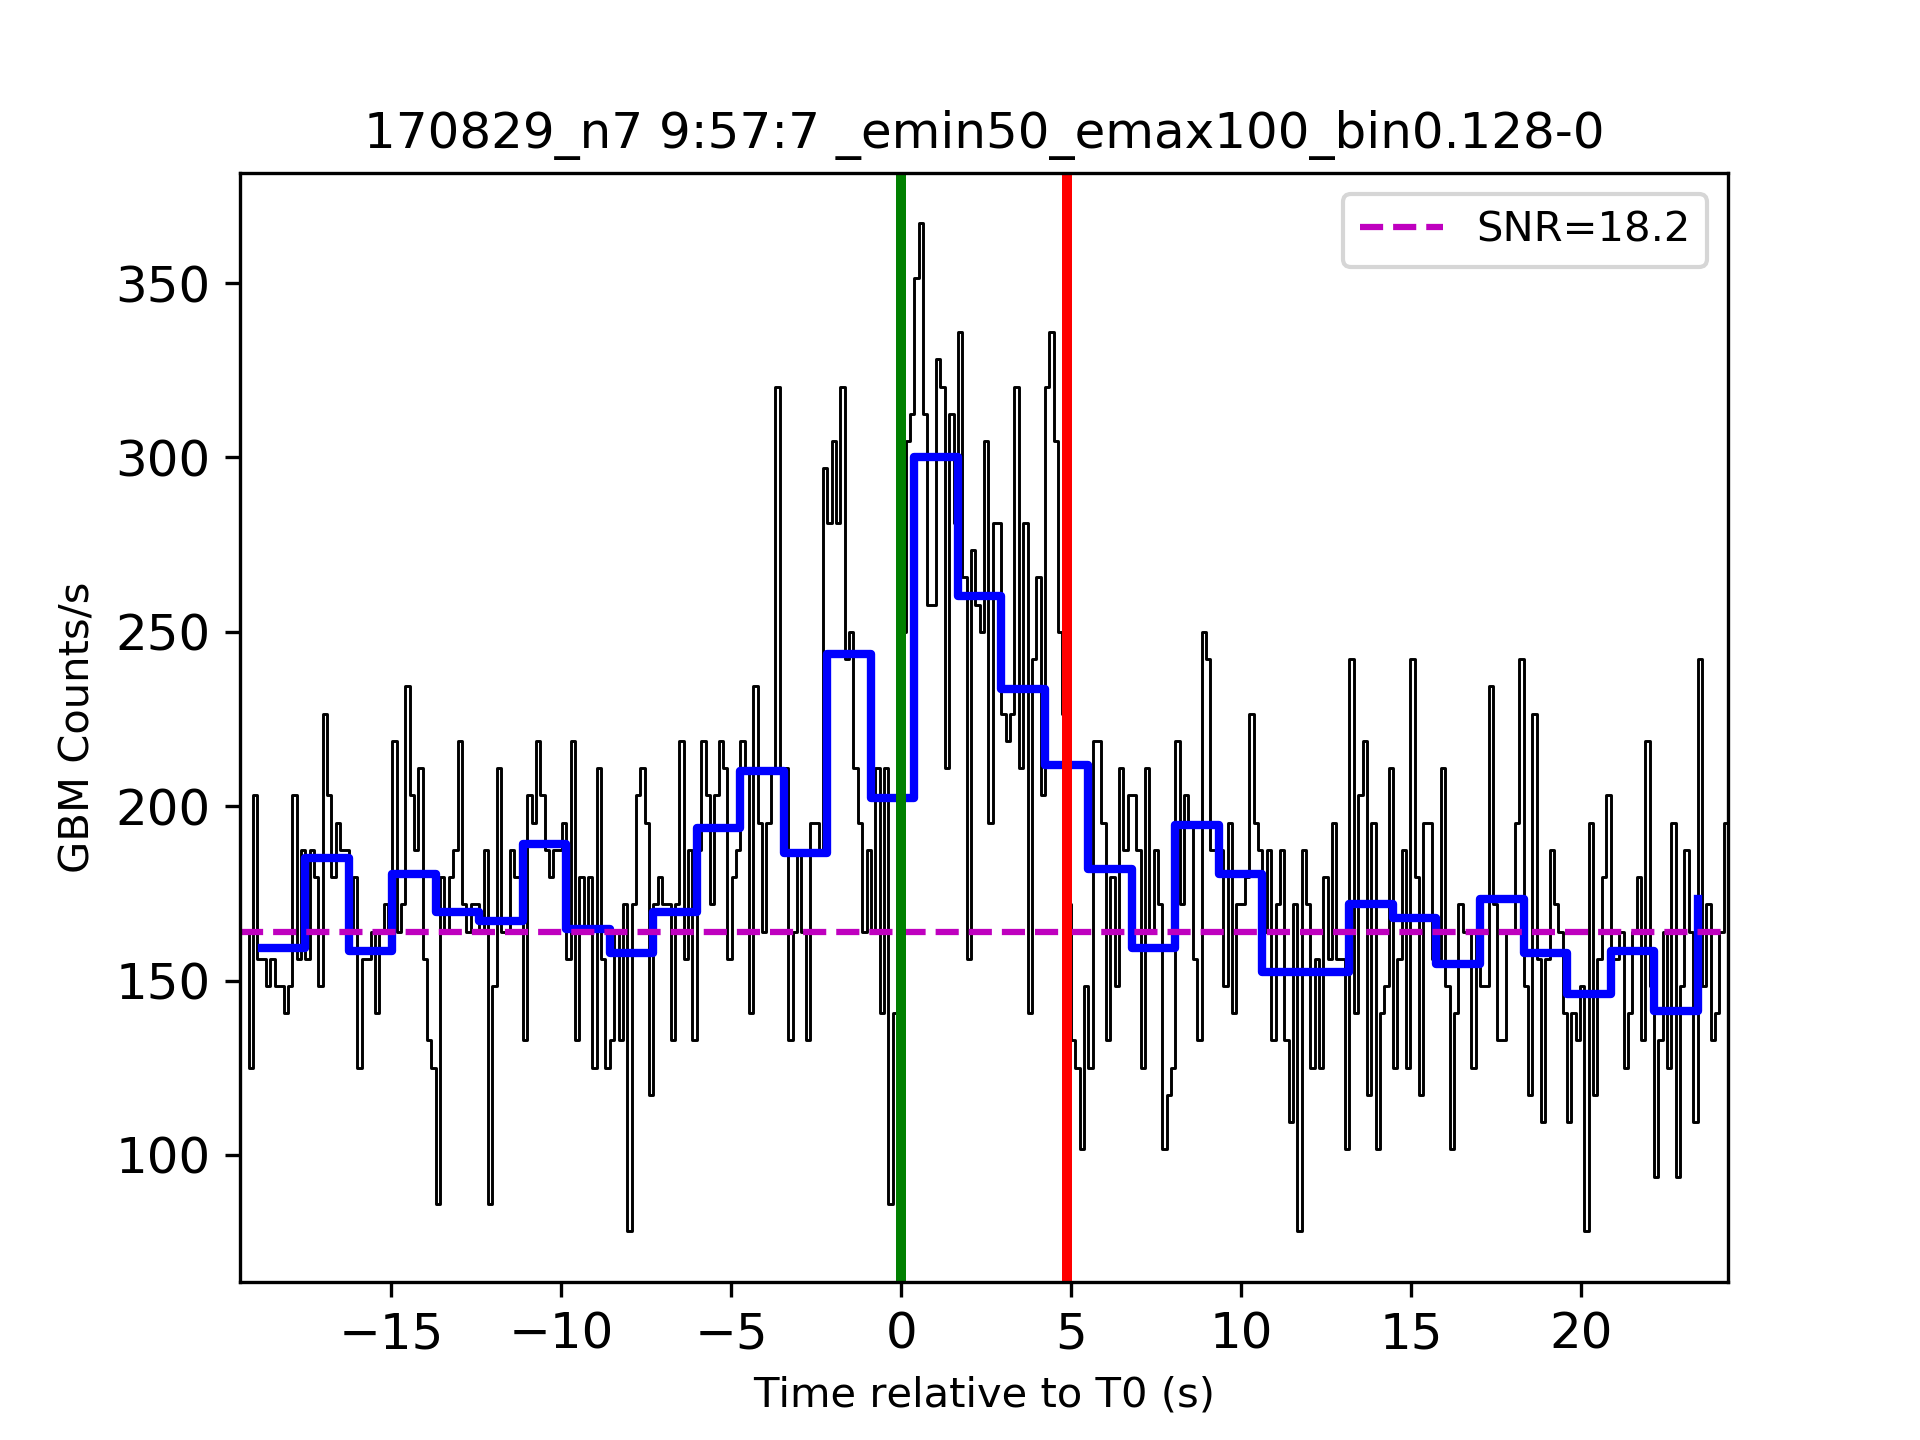 170829_n7 9:57:7 _emin50_emax100_bin0.128-0
SNR=18.2
350
300
250
200
150
100
GBM Counts/s
−15 −10 −5 0 5 10 15 20
Time relative to T0 (s)